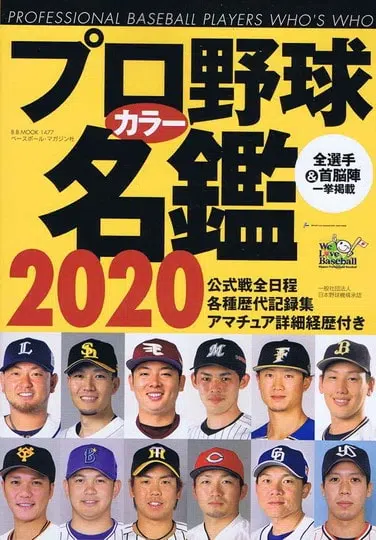 PROFESSIONAL BASEBALL PLAYERS WHO'S WHO
プロ野球
カラー
名鑑
B.B.MOOK 1477
ベースボール・マガジン社
全選手
&首脳陣
一挙掲載
We
Love
Baseball
2020
公式戦全日程
各種歴代記録集
アマチュア詳細経歴付き
一般社団法人
日本野球機構承認